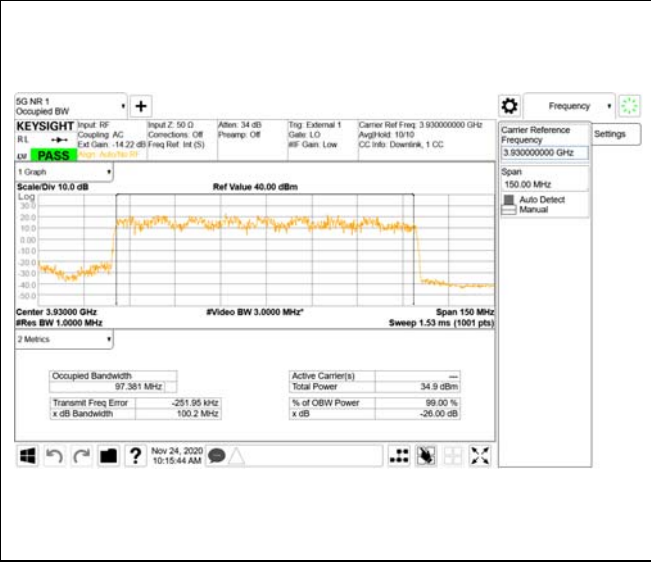 5G NR 1
Occupied BW
Frequency
KEYSIGHT
R L
PASS
Input: RF
Coupling: AC
Ext Gain: -14.22 dB
Align: Auto/No RF
Input Z: 50 Ω
Corrections: Off
Freq Ref: Int (S)
Atten: 34 dB
Preamp: Off
Trig: External 1
Gate: LO
#IF Gain: Low
Carrier Ref Freq: 3.930000000 GHz
Avg|Hold: 10/10
CC Info: Downlink, 1 CC
Carrier Reference
Frequency
3.930000000 GHz
Settings
Span
150.00 MHz
Auto Detect
Manual
1 Graph
Scale/Div 10.0 dB
Ref Value 40.00 dBm
Log
30.0
20.0
10.0
0.00
-10.0
-20.0
-30.0
-40.0
-50.0
Center 3.93000 GHz
#Video BW 3.0000 MHz*
Span 150 MHz
#Res BW 1.0000 MHz
Sweep 1.53 ms (1001 pts)
2 Metrics
Occupied Bandwidth
97.381 MHz
Transmit Freq Error -251.95 kHz
x dB Bandwidth 100.2 MHz
Active Carrier(s) —
Total Power 34.9 dBm
% of OBW Power 99.00 %
x dB -26.00 dB
?
Nov 24, 2020
10:15:44 AM